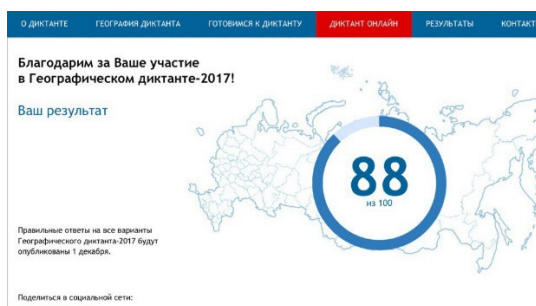 О ДИКТАНТЕ ГЕОГРАФИЯ ДИКТАНТА ГОТОВИМСЯ К ДИКТАНТУ ДИКТАНТ ОНЛАЙН РЕЗУЛЬТАТЫ КОНТАКТ
Благодарим за Ваше участие
в Географическом диктанте-2017!
Ваш результат
88
из 100
Правильные ответы на все варианты
Географического диктанта-2017 будут
опубликованы 1 декабря.
Поделиться в социальной сети: